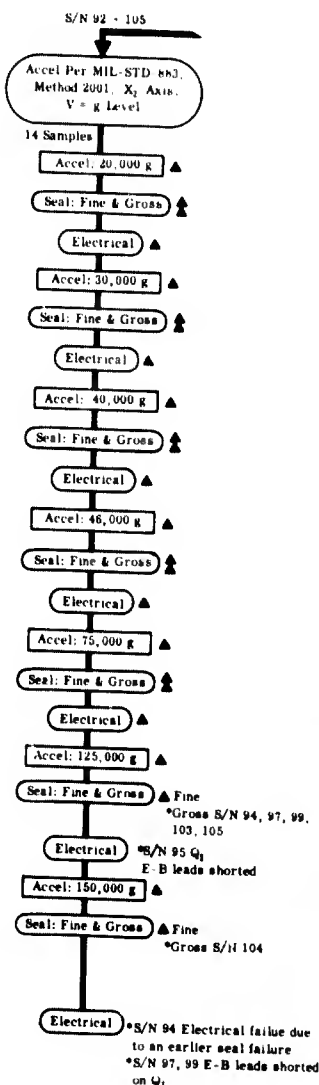 S/N 92 - 105
Accel Per MIL-STD 883,
Method 2001, X₂ Axis,
V = g Level
14 Samples
Accel: 20,000 g
Seal: Fine & Gross
Electrical
Accel: 30,000 g
Seal: Fine & Gross
Electrical
Accel: 40,000 g
Seal: Fine & Gross
Electrical
Accel: 46,000 g
Seal: Fine & Gross
Electrical
Accel: 75,000 g
Seal: Fine & Gross
Electrical
Accel: 125,000 g
Seal: Fine & Gross
Fine
*Gross S/N 94, 97, 99,
103, 105
Electrical
*S/N 95 Q₁
E-B leads shorted
Accel: 150,000 g
Seal: Fine & Gross
Fine
*Gross S/N 104
Electrical
*S/N 94 Electrical failue due
to an earlier seal failure
*S/N 97, 99 E-B leads shorted
on Q₁